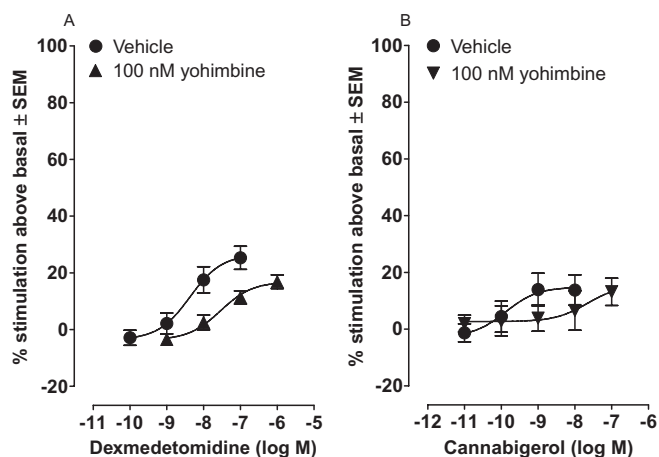 A
Vehicle
100 nM yohimbine
% stimulation above basal ± SEM
100
80
60
40
20
0
-20
-11 -10 -9 -8 -7 -6 -5
Dexmedetomidine (log M)
B
Vehicle
100 nM yohimbine
% stimulation above basal ± SEM
100
80
60
40
20
0
-20
-12 -11 -10 -9 -8 -7 -6
Cannabigerol (log M)